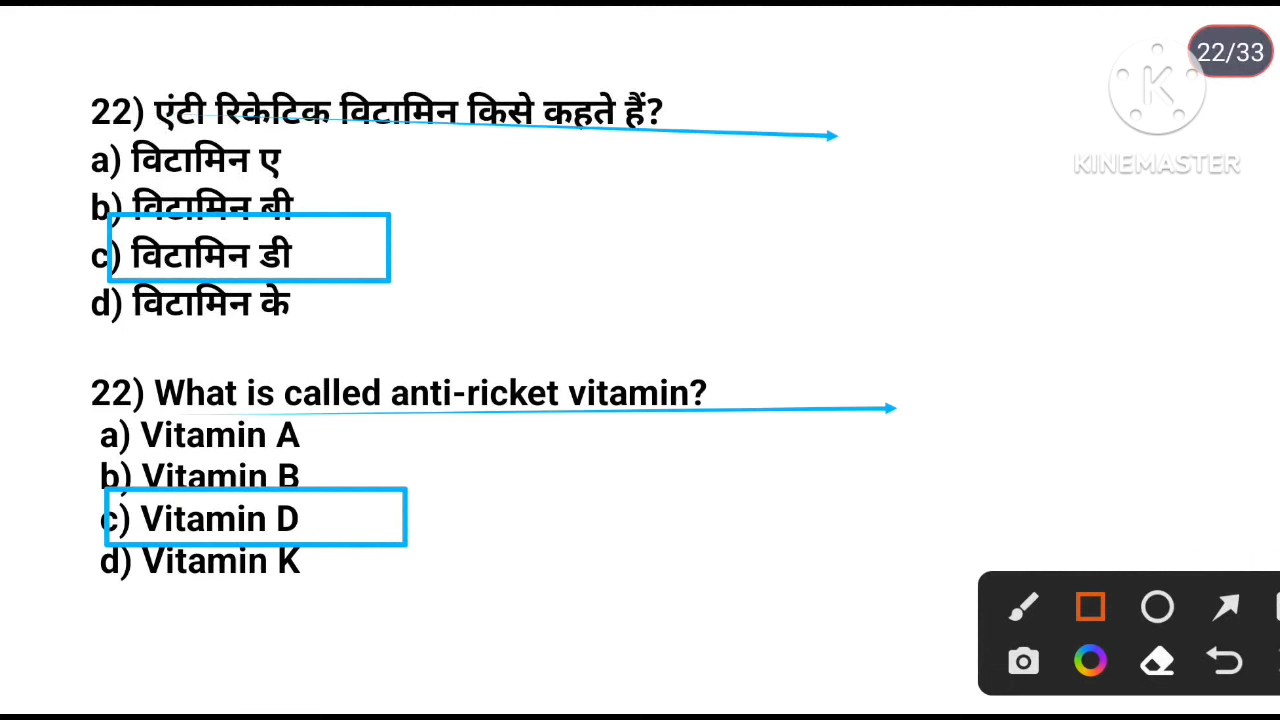 22/33
KINEMASTER
22) एंटी रिकेटिक विटामिन किसे कहते हैं?
a) विटामिन ए
b) विटामिन बी
c) विटामिन डी
d) विटामिन के
22) What is called anti-ricket vitamin?
a) Vitamin A
b) Vitamin B
c) Vitamin D
d) Vitamin K